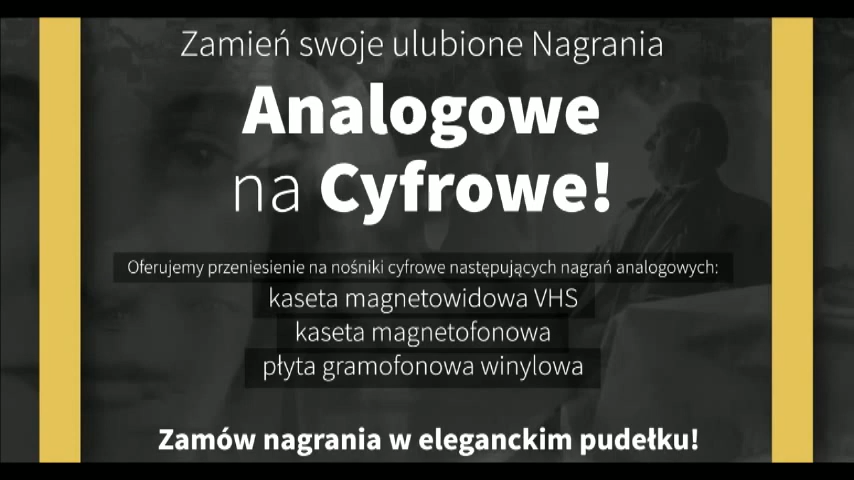 Zamień swoje ulubione Nagrania
Analogowe
na Cyfrowe!
Oferujemy przeniesienie na nośniki cyfrowe następujących nagrań analogowych:
kaseta magnetowidowa VHS
kaseta magnetofonowa
płyta gramofonowa winylowa
Zamów nagrania w eleganckim pudełku!